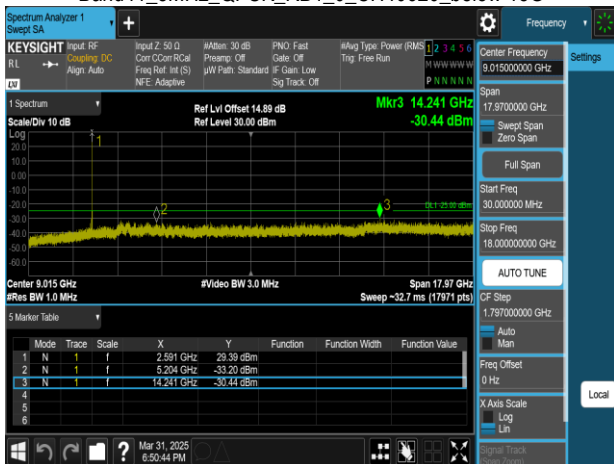 Spectrum Analyzer 1
Swept SA
Frequency
KEYSIGHT
RL
Input: RF
Coupling: DC
Align: Auto
Input Z: 50 Ω
Corr CCorr RCal
Freq Ref: Int (S)
NFE: Adaptive
#Atten: 30 dB
Preamp: Off
µW Path: Standard
PNO: Fast
Gate: Off
IF Gain: Low
Sig Track: Off
#Avg Type: Power (RMS
Trig: Free Run
1 2 3 4 5 6
M W W W W W
P N N N N N
LXI
1 Spectrum
Scale/Div 10 dB
Ref Lvl Offset 14.89 dB
Ref Level 30.00 dBm
Mkr3 14.241 GHz
-30.44 dBm
Log
20.0
10.0
0.00
-10.0
-20.0
-30.0
-40.0
-50.0
-60.0
1
2
3
DL1 -25.00 dBm
Center 9.015 GHz
#Video BW 3.0 MHz
Span 17.97 GHz
#Res BW 1.0 MHz
Sweep ~32.7 ms (17971 pts)
5 Marker Table
Mode Trace Scale X Y Function Function Width Function Value
1 N 1 f 2.591 GHz 29.39 dBm
2 N 1 f 5.204 GHz -33.20 dBm
3 N 1 f 14.241 GHz -30.44 dBm
4
5
6
Mar 31, 2025
6:50:44 PM
Center Frequency
9.015000000 GHz
Settings
Span
17.9700000 GHz
Swept Span
Zero Span
Full Span
Start Freq
30.000000 MHz
Stop Freq
18.000000000 GHz
AUTO TUNE
CF Step
1.797000000 GHz
Auto
Man
Freq Offset
0 Hz
X Axis Scale
Log
Lin
Local
Signal Track
(Span Zoom)